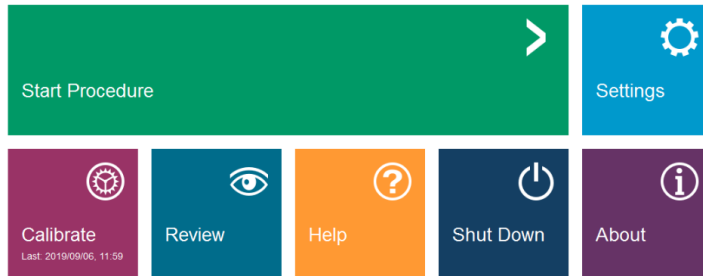 Start Procedure
Settings
Calibrate
Last: 2019/09/06, 11:59
Review
Help
Shut Down
About